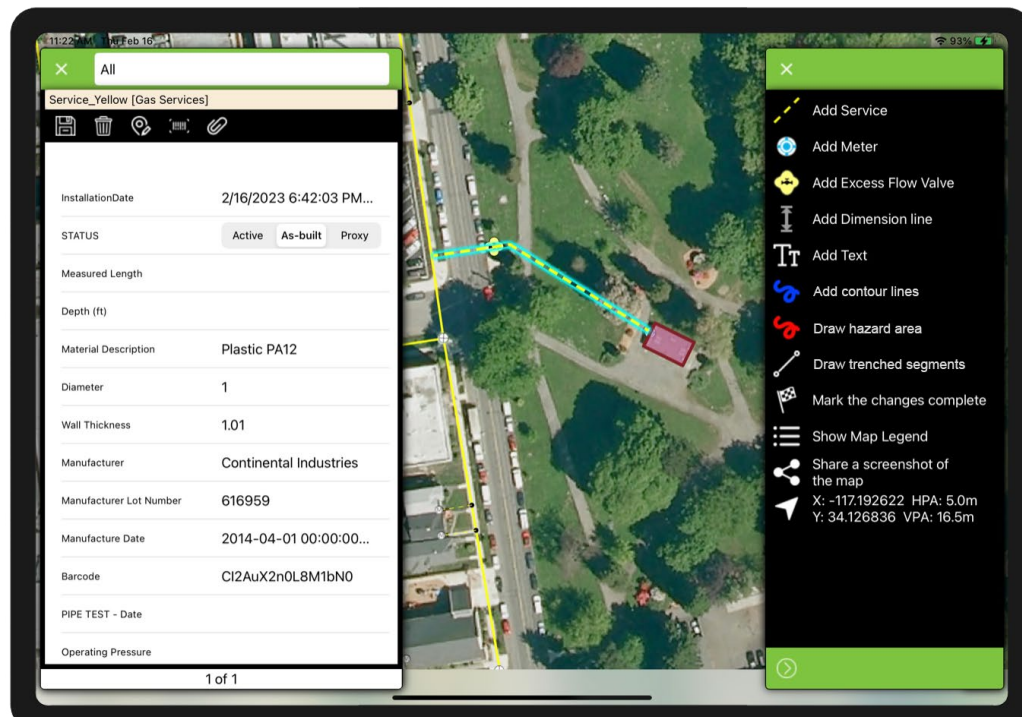 11:22 AM Thu Feb 16
93%
All
Service_Yellow [Gas Services]
InstallationDate 2/16/2023 6:42:03 PM...
STATUS Active As-built Proxy
Measured Length
Depth (ft)
Material Description Plastic PA12
Diameter 1
Wall Thickness 1.01
Manufacturer Continental Industries
Manufacturer Lot Number 616959
Manufacture Date 2014-04-01 00:00:00...
Barcode CI2AuX2n0L8M1bN0
PIPE TEST - Date
Operating Pressure
1 of 1
Add Service
Add Meter
Add Excess Flow Valve
Add Dimension line
Tt Add Text
Add contour lines
Draw hazard area
Draw trenched segments
Mark the changes complete
Show Map Legend
Share a screenshot of
the map
X: -117.192622 HPA: 5.0m
Y: 34.126836 VPA: 16.5m